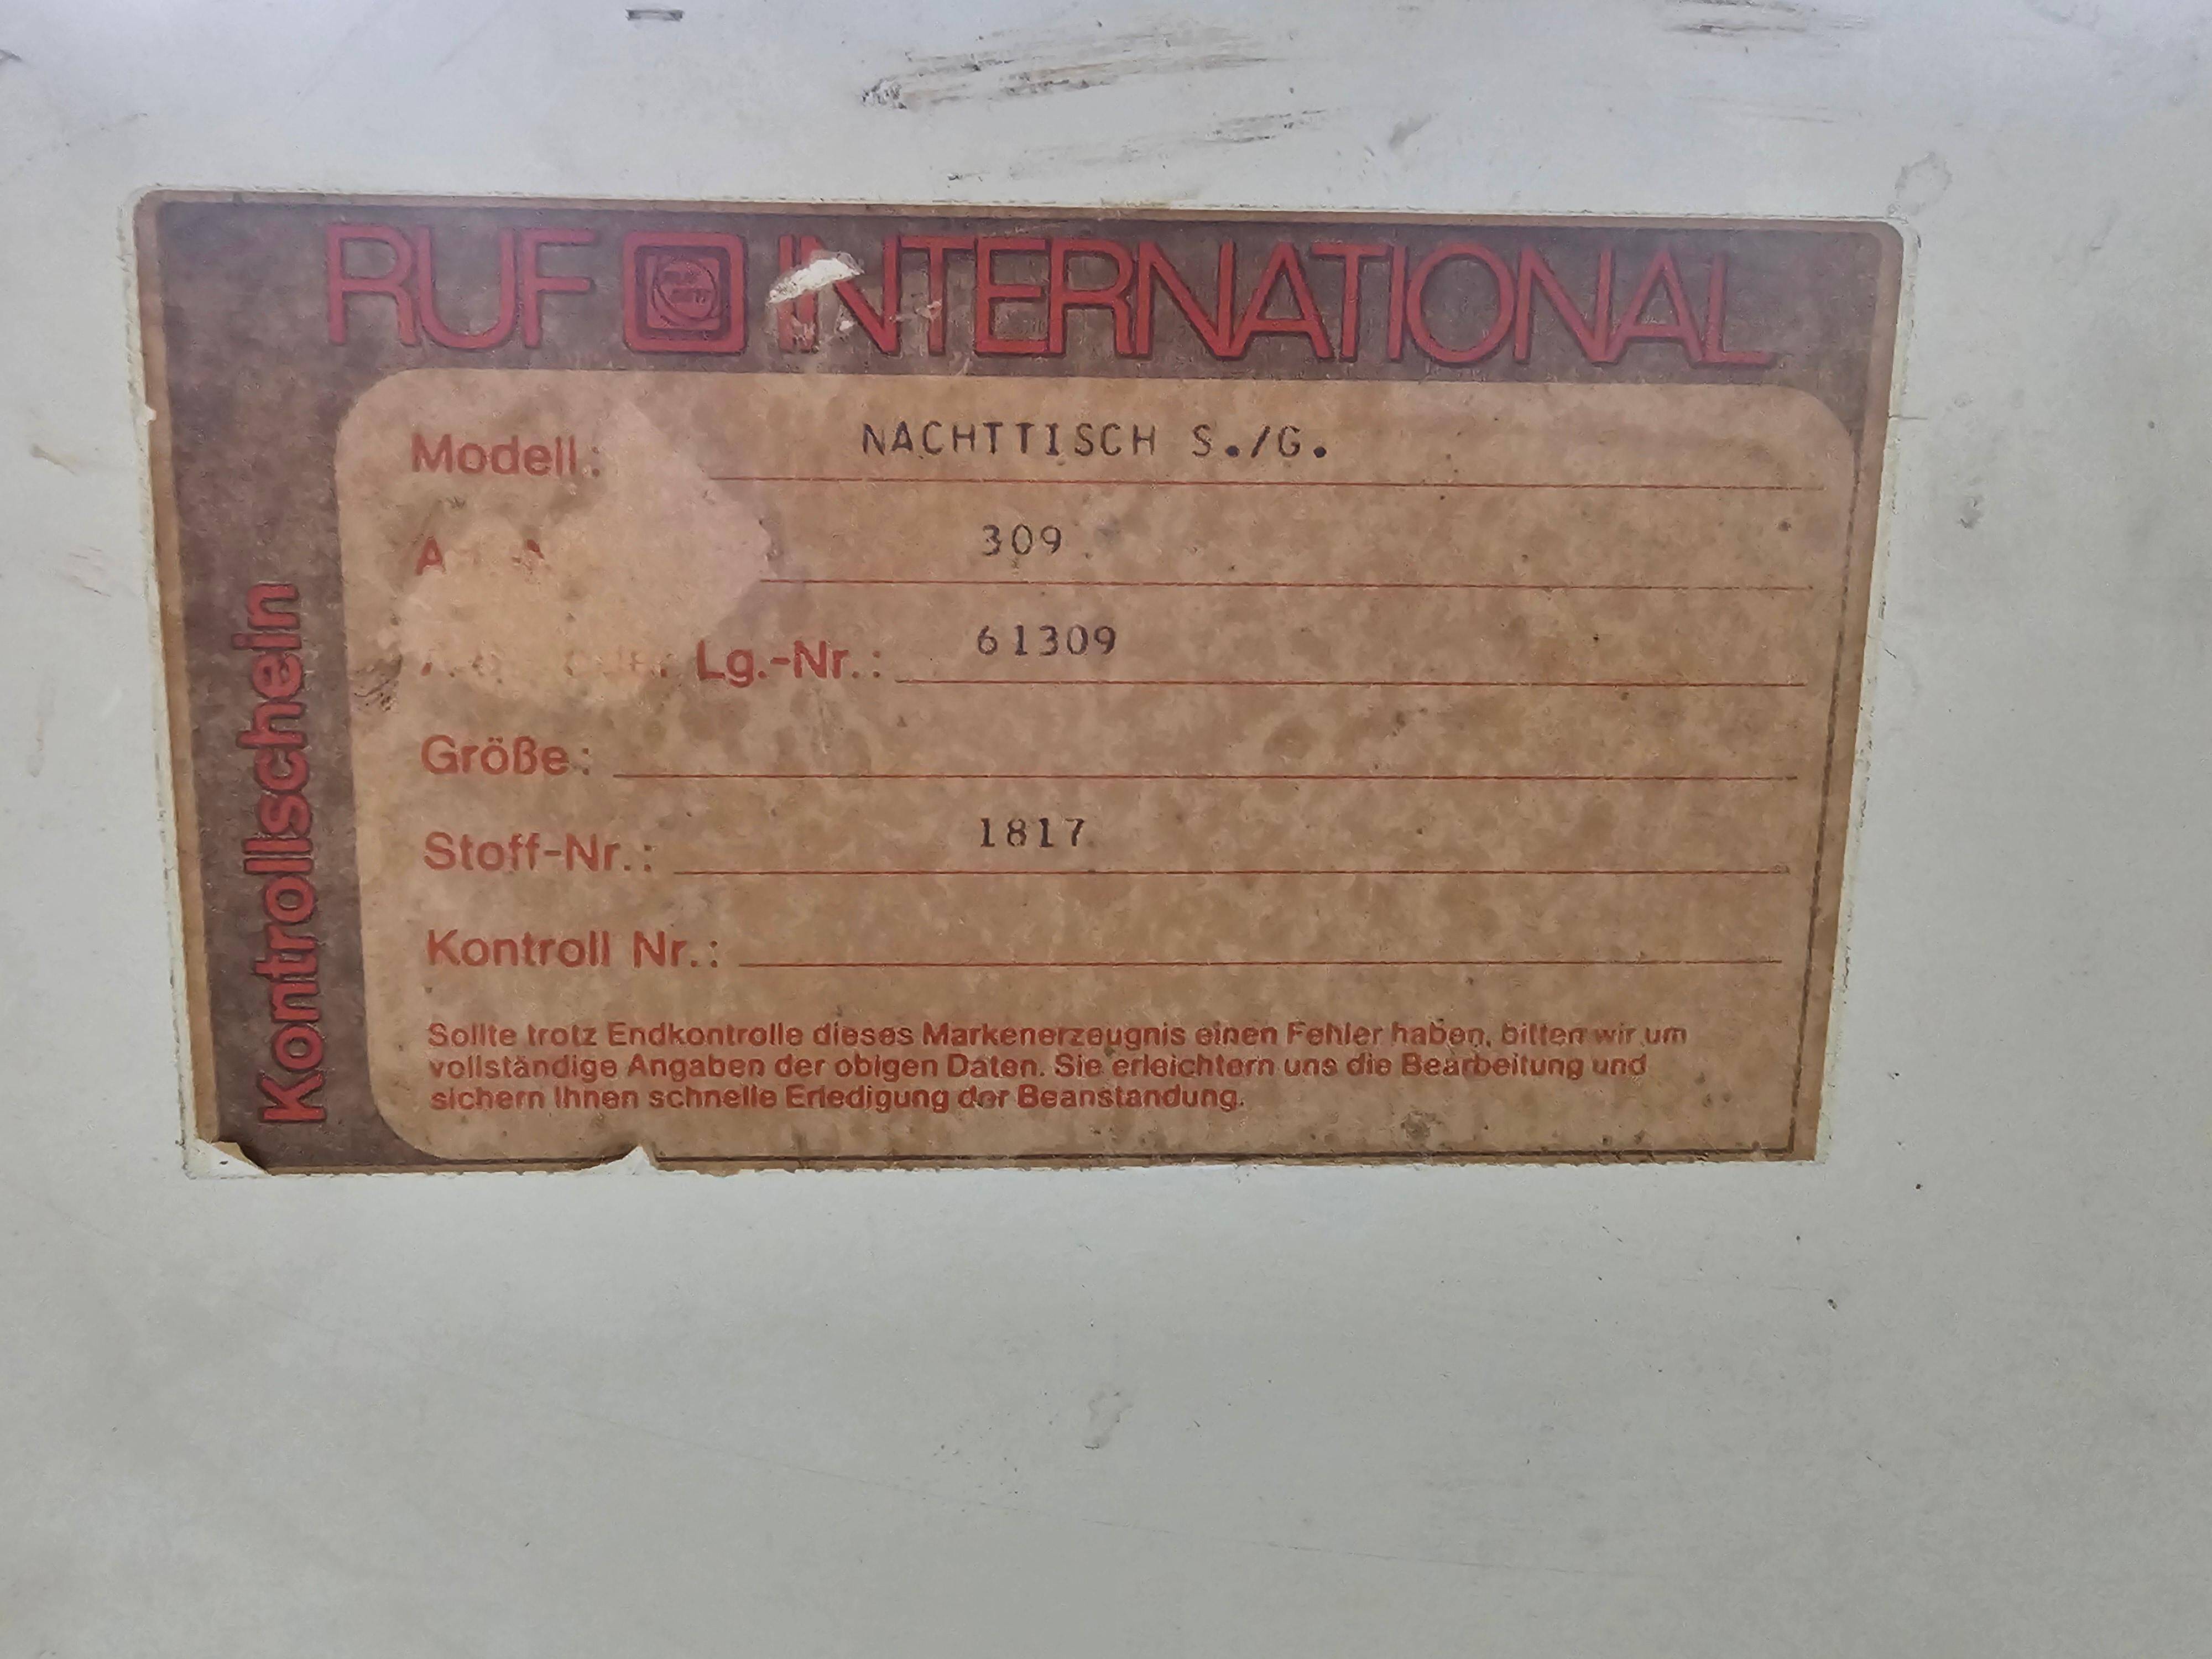 RUF INTERNATIONAL
Kontrollschein
Modell: NACHTTISCH S./G.
309
Lg.-Nr.: 61309
Größe:
Stoff-Nr.: 1817
Kontroll Nr.:
Sollte trotz Endkontrolle dieses Markenerzeugnis einen Fehler haben, bitten wir um
vollständige Angaben der obigen Daten. Sie erleichtern uns die Bearbeitung und
sichern Ihnen schnelle Erledigung der Beanstandung.